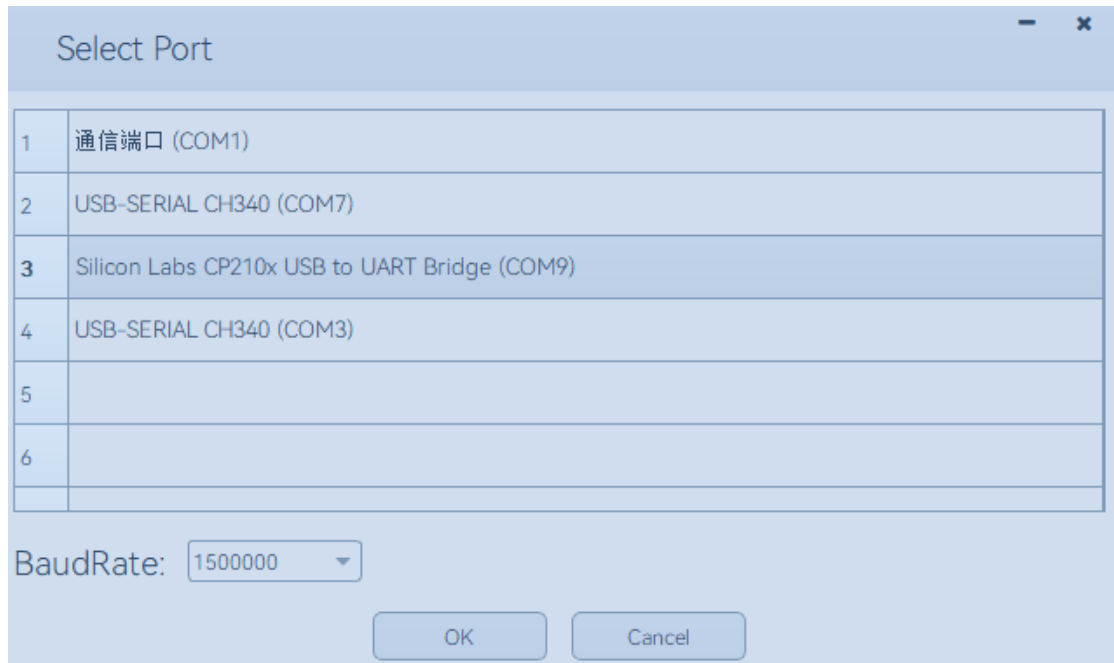 Select Port
1 通信端口 (COM1)
2 USB-SERIAL CH340 (COM7)
3 Silicon Labs CP210x USB to UART Bridge (COM9)
4 USB-SERIAL CH340 (COM3)
5
6
BaudRate: 1500000
OK Cancel